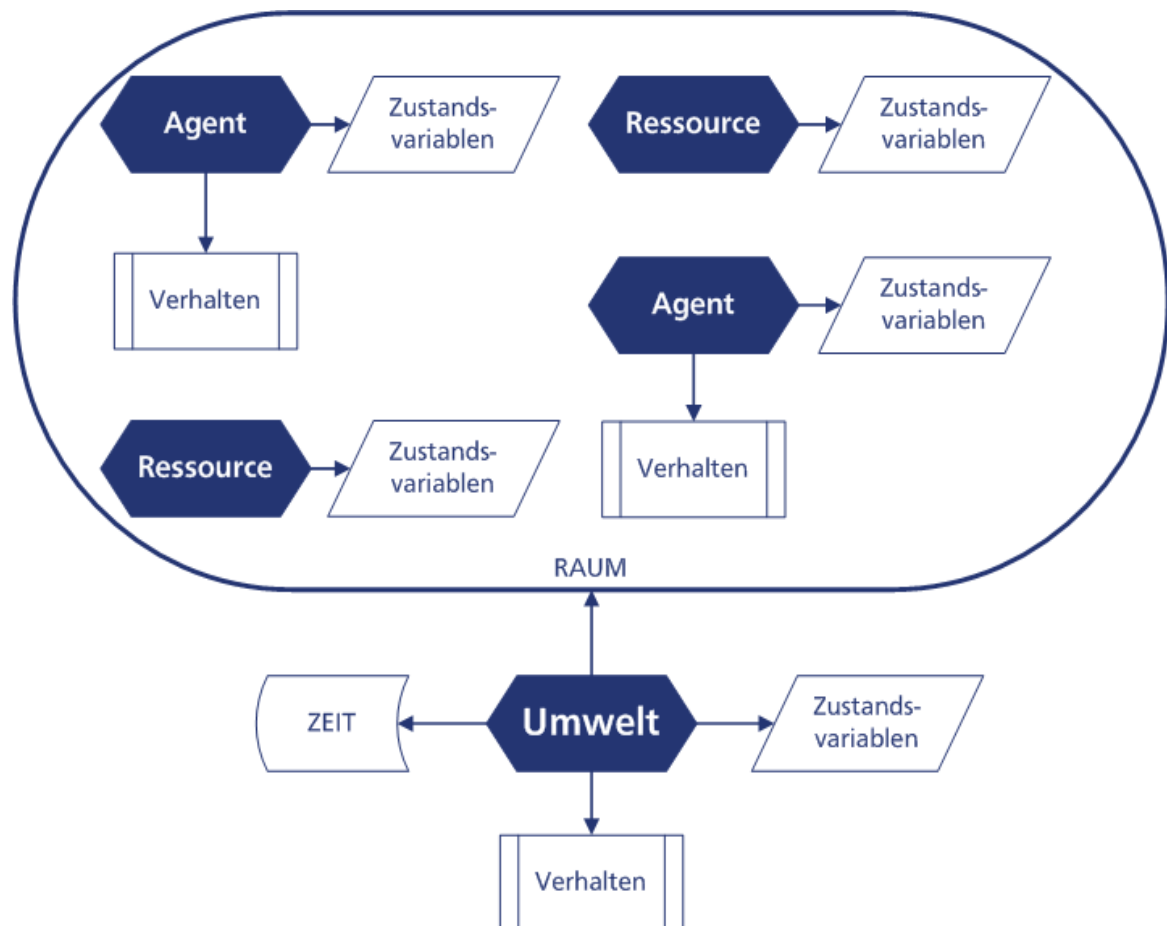 Agent
Zustands-
variablen
Ressource
Zustands-
variablen
Verhalten
Agent
Zustands-
variablen
Ressource
Zustands-
variablen
Verhalten
RAUM
ZEIT
Umwelt
Zustands-
variablen
Verhalten